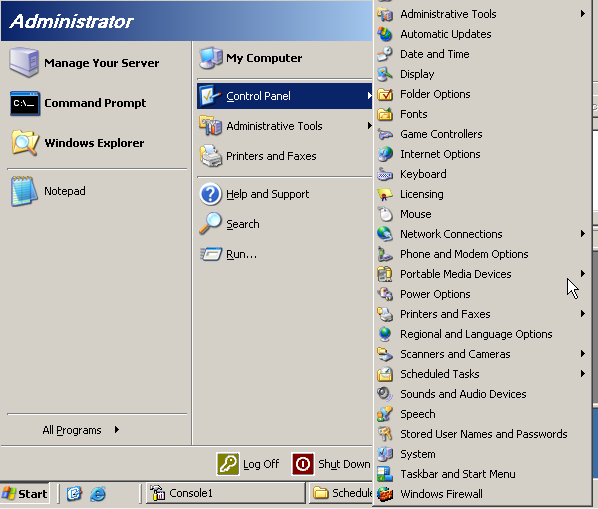 Administrator
Manage Your Server
Command Prompt
Windows Explorer
Notepad
All Programs
My Computer
Control Panel
Administrative Tools
Printers and Faxes
Help and Support
Search
Run...
Administrative Tools
Automatic Updates
Date and Time
Display
Folder Options
Fonts
Game Controllers
Internet Options
Keyboard
Licensing
Mouse
Network Connections
Phone and Modem Options
Portable Media Devices
Power Options
Printers and Faxes
Regional and Language Options
Scanners and Cameras
Scheduled Tasks
Sounds and Audio Devices
Speech
Stored User Names and Passwords
System
Taskbar and Start Menu
Windows Firewall
Log Off
Shut Down
Start
Console1
Schedule